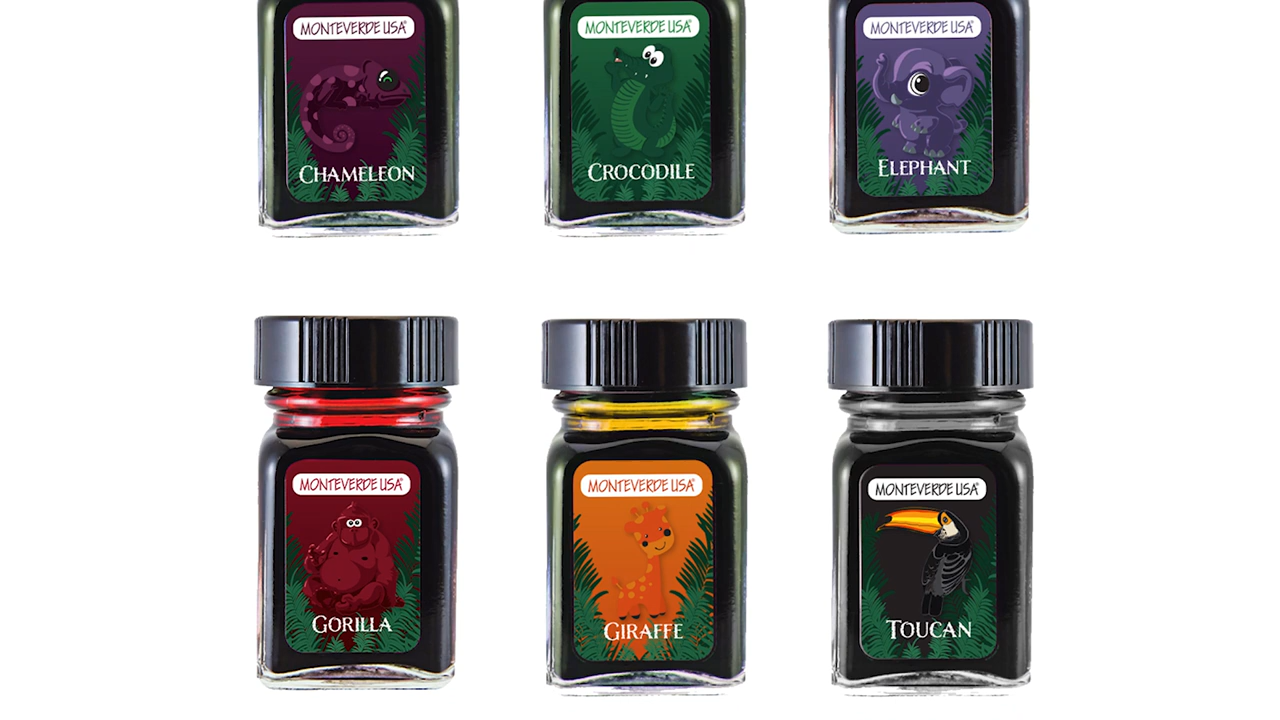 MONTEVERDE USA®
CHAMELEON
MONTEVERDE USA®
CROCODILE
MONTEVERDE USA®
ELEPHANT
MONTEVERDE USA®
GORILLA
MONTEVERDE USA®
GIRAFFE
MONTEVERDE USA®
TOUCAN